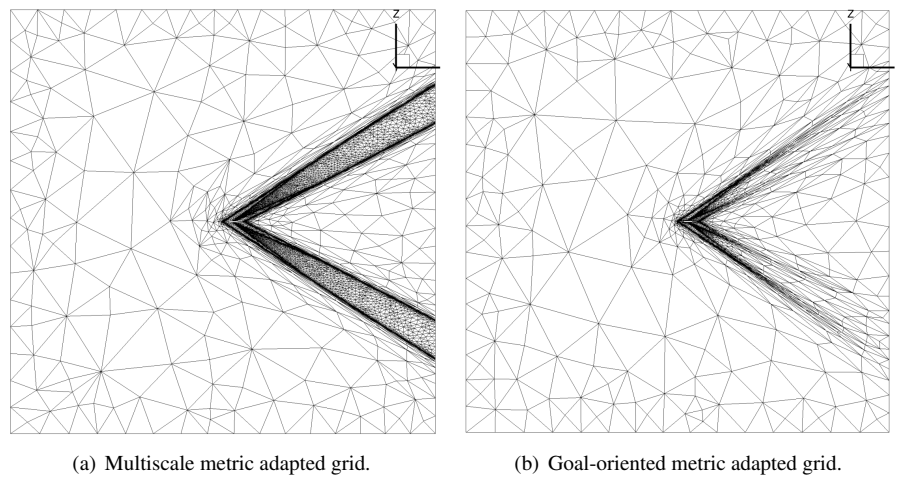 Z
Z
(a) Multiscale metric adapted grid.
(b) Goal-oriented metric adapted grid.